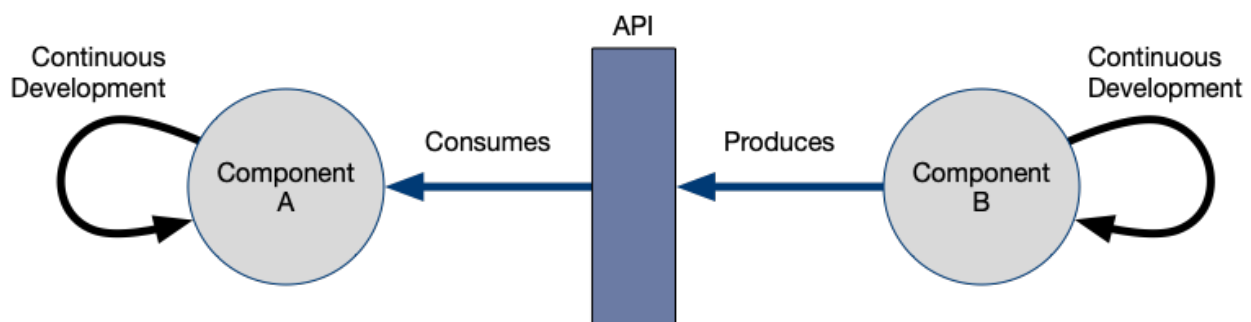 API
Continuous
Development
Continuous
Development
Consumes
Produces
Component
A
Component
B